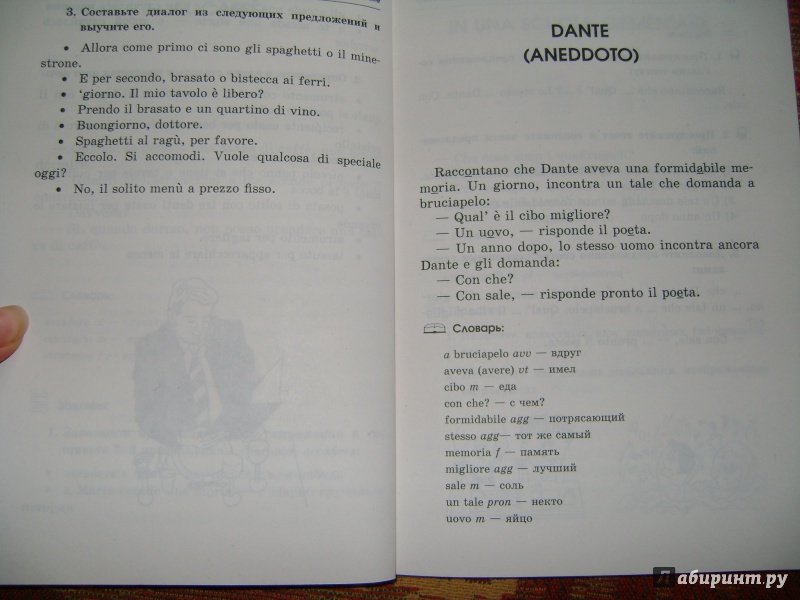 3. Составьте диалог из следующих предложений и
выучите его.
• Allora come primo ci sono gli spaghetti o il mine-
strone.
• E per secondo, brasato o bistecca ai ferri.
• 'giorno. Il mio tavolo è libero?
• Prendo il brasato e un quartino di vino.
• Buongiorno, dottore.
• Spaghetti al ragù, per favore.
• Eccolo. Si accomodi. Vuole qualcosa di speciale
oggi?
• No, il solito menù a prezzo fisso.
DANTE
(ANEDDOTO)
Raccontano che Dante aveva una formidabile me-
moria. Un giorno, incontra un tale che domanda a
bruciapelo:
— Qual' è il cibo migliore?
— Un uovo, — risponde il poeta.
— Un anno dopo, lo stesso uomo incontra ancora
Dante e gli domanda:
— Con che?
— Con sale, — risponde pronto il poeta.
Словарь:
a bruciapelo avv — вдруг
aveva (avere) vt — имел
cibo m — еда
con che? — с чем?
formidabile agg — потрясающий
stesso agg— тот же самый
memoria f — память
migliore agg — лучший
sale m — соль
un tale pron — некто
uovo m — яйцо
Лабиринт.ру